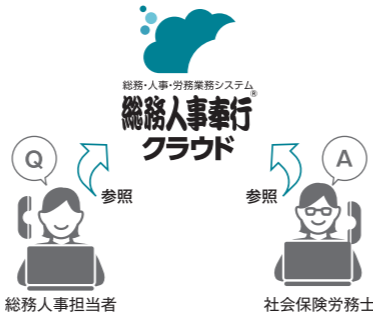 総務・人事・労務業務システム
総務人事奉行®
クラウド
Q
A
参照
参照
総務人事担当者
社会保険労務士